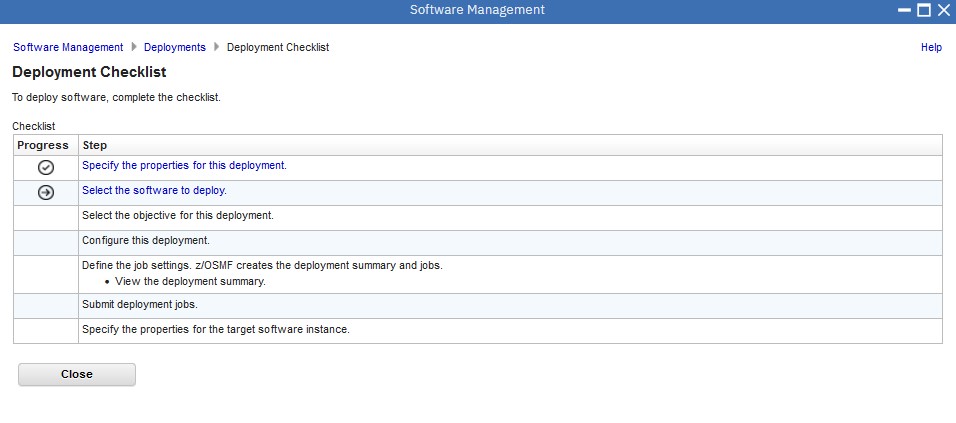 Software Management
Software Management Deployments Deployment Checklist Help
Deployment Checklist
To deploy software, complete the checklist.
Checklist
Progress Step
Specify the properties for this deployment.
Select the software to deploy.
Select the objective for this deployment.
Configure this deployment.
Define the job settings. z/OSMF creates the deployment summary and jobs.
• View the deployment summary.
Submit deployment jobs.
Specify the properties for the target software instance.
Close